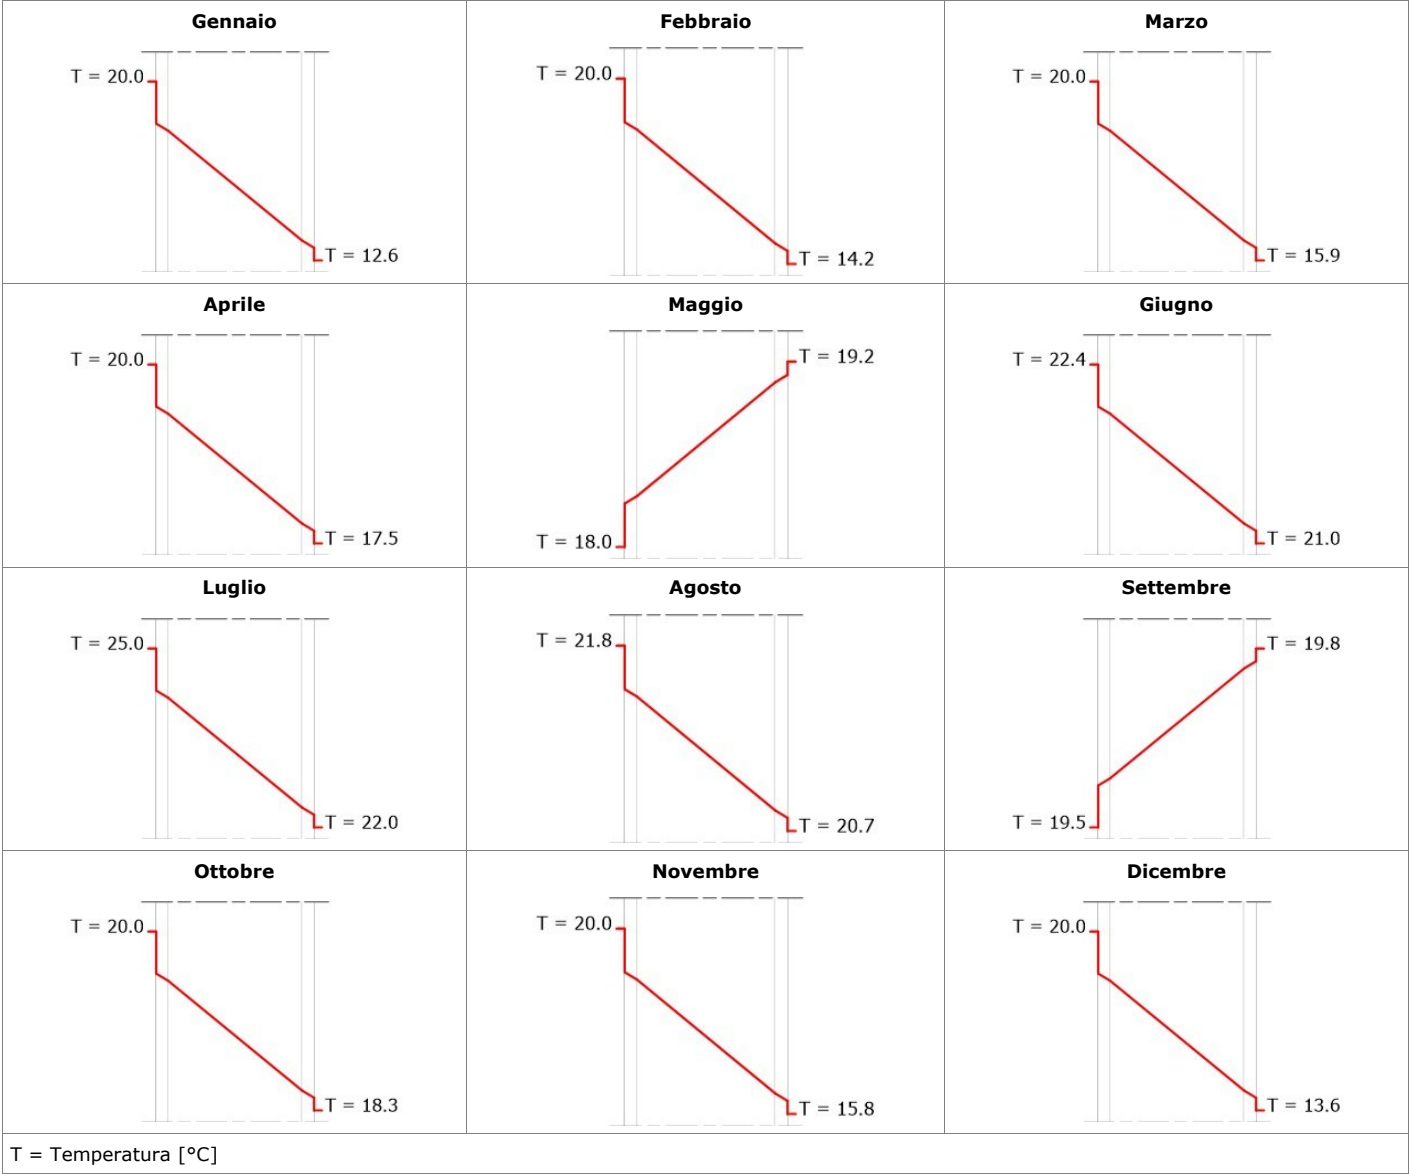 Gennaio
T = 20.0
T = 12.6
Febbraio
T = 20.0
T = 14.2
Marzo
T = 20.0
T = 15.9
Aprile
T = 20.0
T = 17.5
Maggio
T = 19.2
T = 18.0
Giugno
T = 22.4
T = 21.0
Luglio
T = 25.0
T = 22.0
Agosto
T = 21.8
T = 20.7
Settembre
T = 19.8
T = 19.5
Ottobre
T = 20.0
T = 18.3
Novembre
T = 20.0
T = 15.8
Dicembre
T = 20.0
T = 13.6
T = Temperatura [°C]